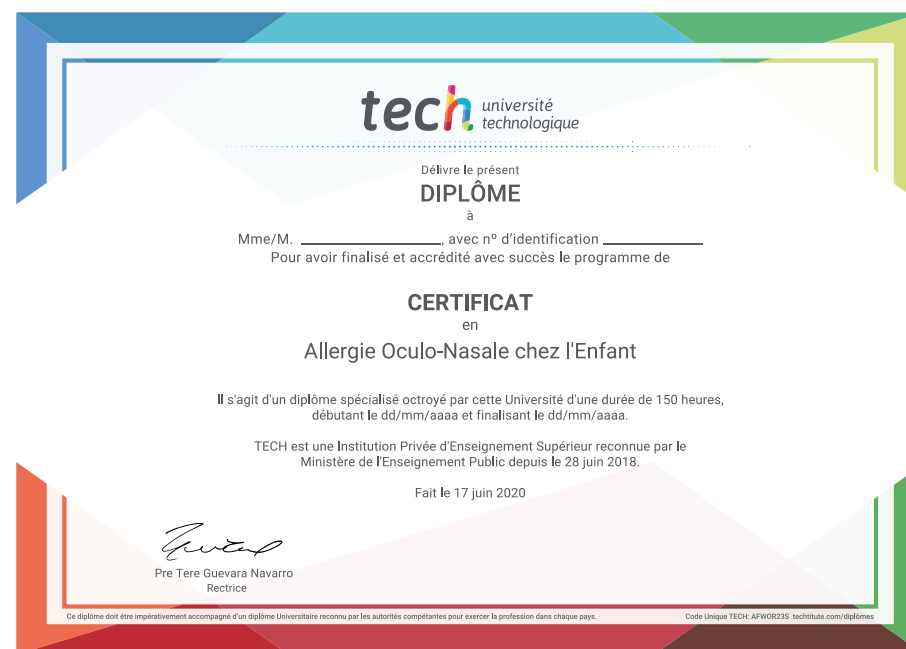 tech université
technologique
Délivre le présent
DIPLÔME
à
Mme/M. ____________________, avec nº d'identification ______________
Pour avoir finalisé et accrédité avec succès le programme de
CERTIFICAT
en
Allergie Oculo-Nasale chez l'Enfant
Il s'agit d'un diplôme spécialisé octroyé par cette Université d'une durée de 150 heures,
débutant le dd/mm/aaaa et finalisant le dd/mm/aaaa.
TECH est une Institution Privée d'Enseignement Supérieur reconnue par le
Ministère de l'Enseignement Public depuis le 28 juin 2018.
Fait le 17 juin 2020
Pre Tere Guevara Navarro
Rectrice
Ce diplôme doit être impérativement accompagné d'un diplôme Universitaire reconnu par les autorités compétantes pour exercer la profession dans chaque pays.
Code Unique TECH: AFWOR23S techtitute.com/diplômes